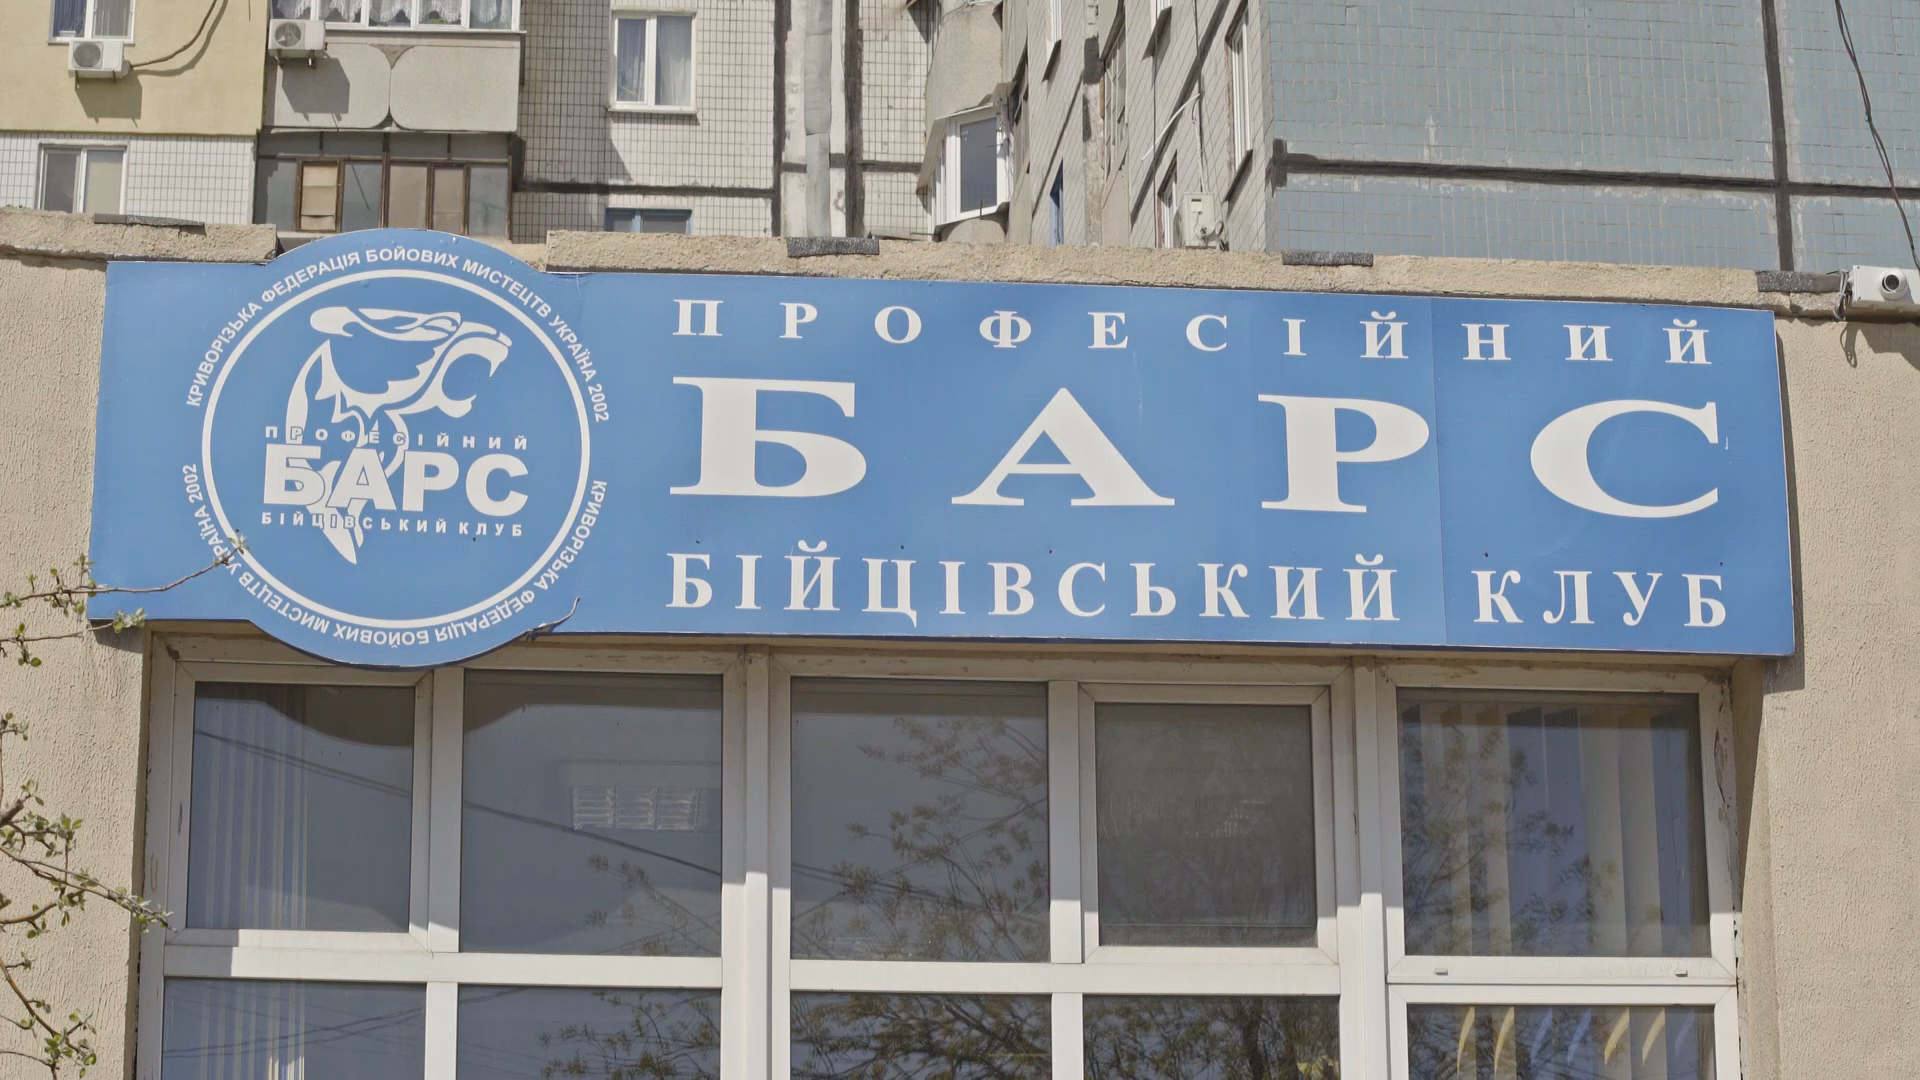 КРИВОРІЗЬКА ФЕДЕРАЦІЯ БОЙОВИХ МИСТЕЦТВ УКРАЇНА 2002
ПРОФЕСІЙНИЙ
БАРС
БІЙЦІВСЬКИЙ КЛУБ
КРИВОРІЗЬКА ФЕДЕРАЦІЯ БОЙОВИХ МИСТЕЦТВ УКРАЇНА 2002
ПРОФЕСІЙНИЙ
БАРС
БІЙЦІВСЬКИЙ КЛУБ